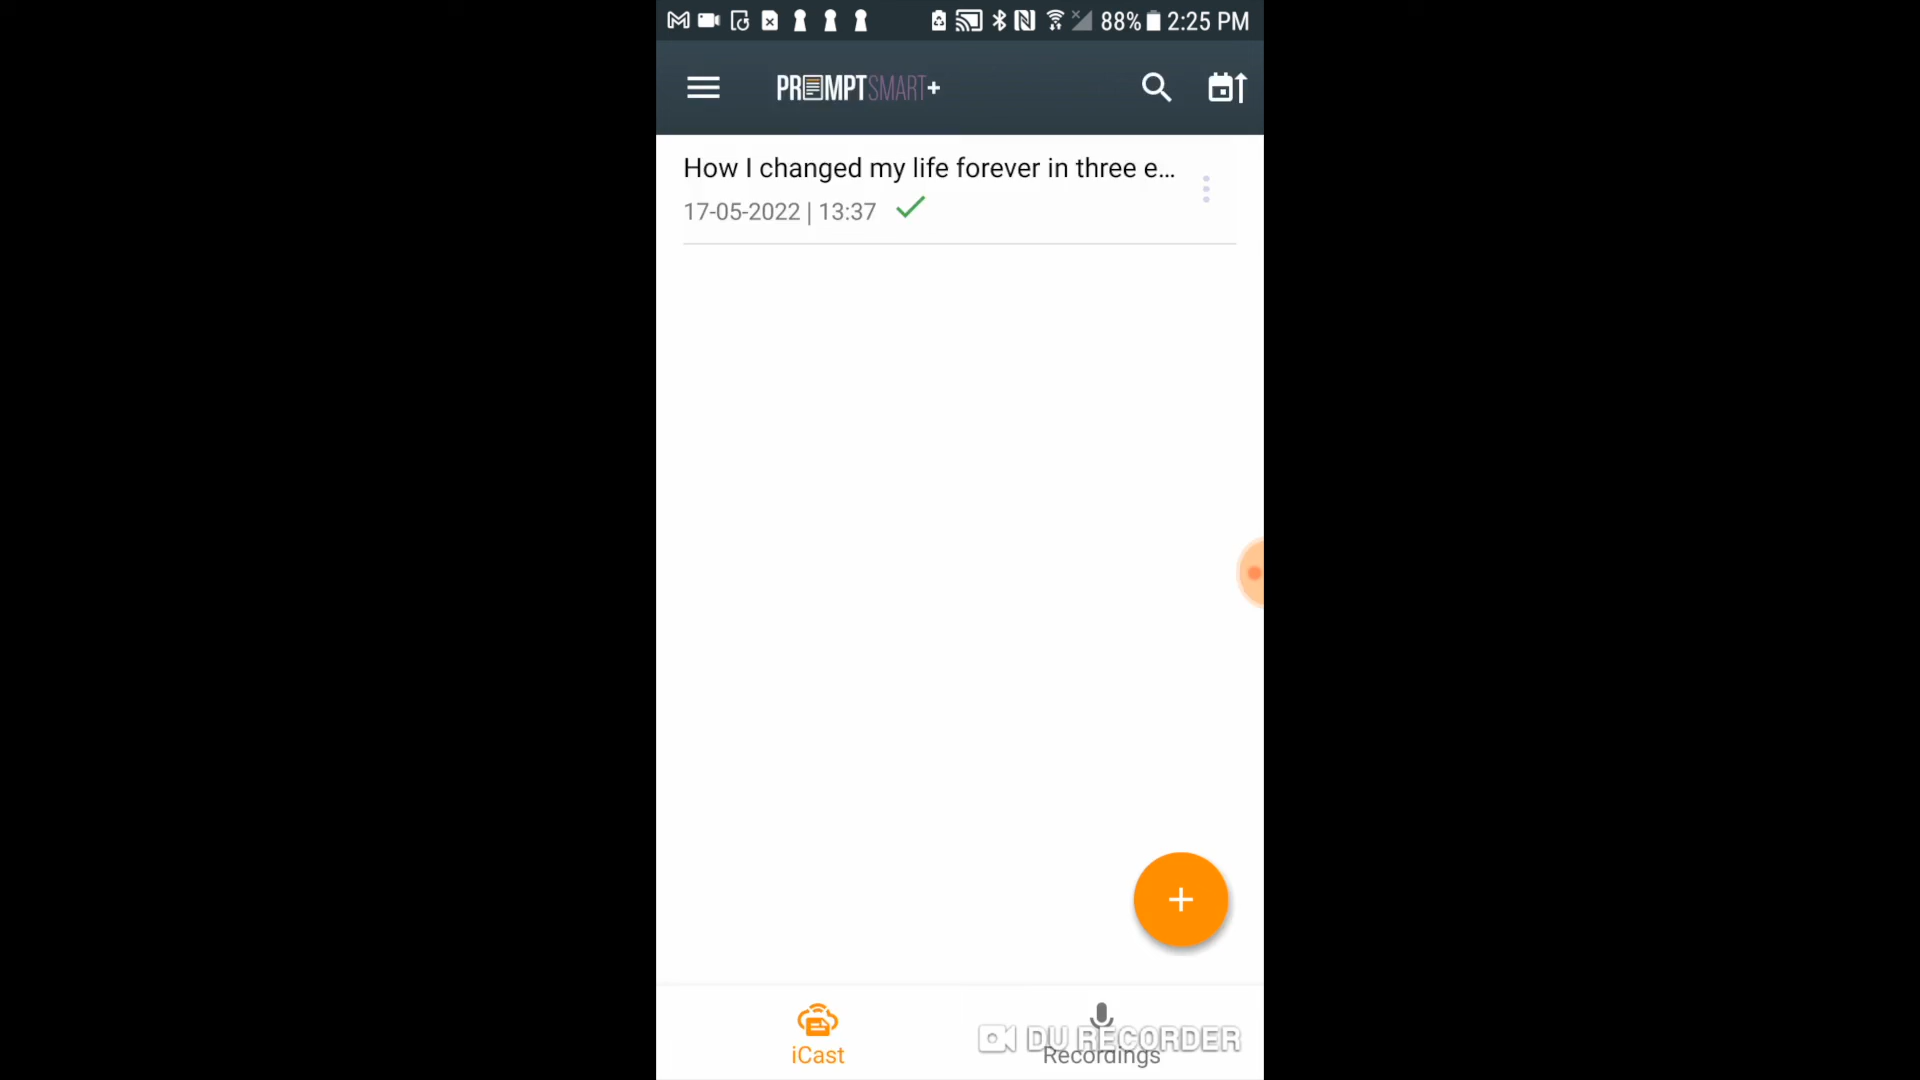 88% 2:25 PM
PROMPTSMART+
How I changed my life forever in three e...
17-05-2022 | 13:37
iCast
DU RECORDER
Recordings